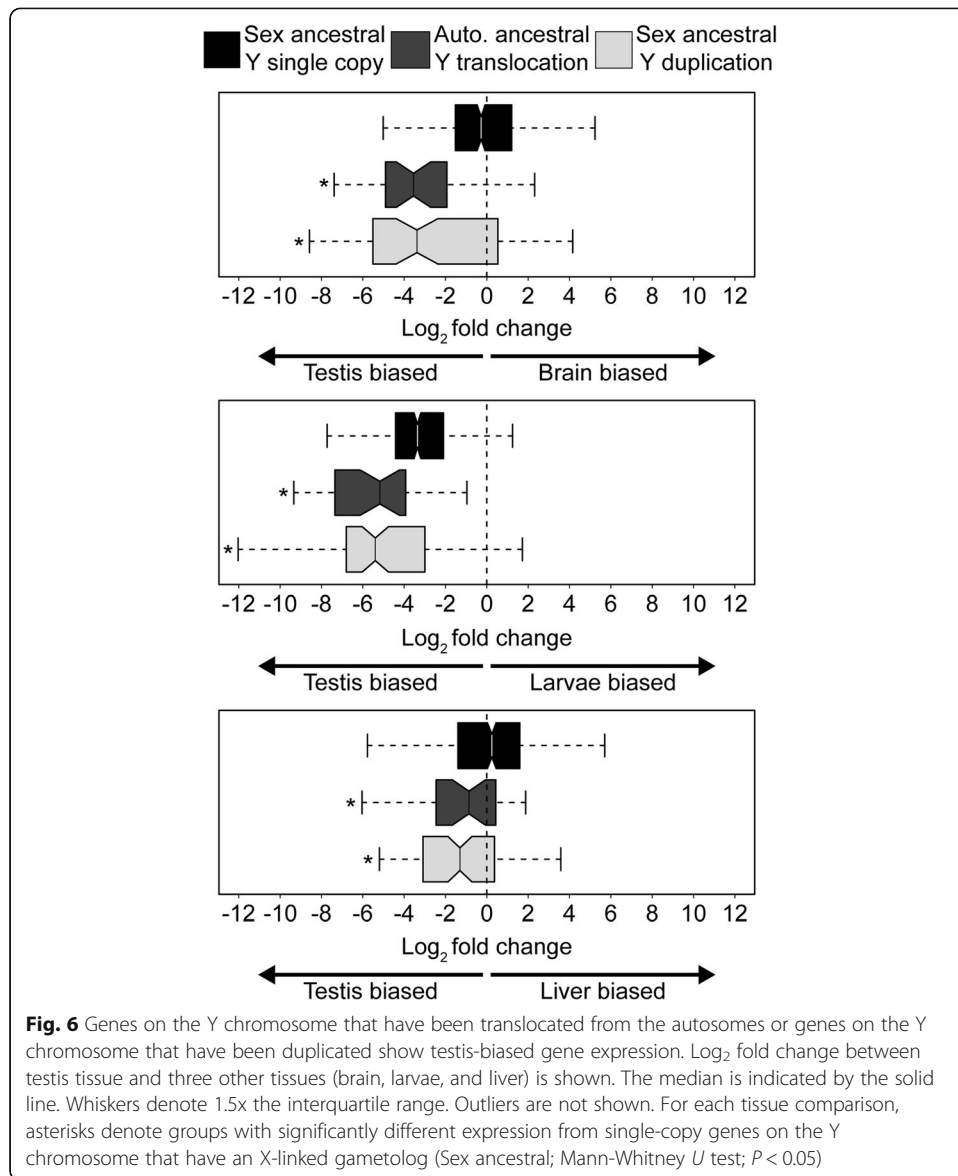 Sex ancestral Auto. ancestral Sex ancestral
Y single copy Y translocation Y duplication
*
*
-12 -10 -8 -6 -4 -2 0 2 4 6 8 10 12
Log2 fold change
Testis biased Brain biased
*
*
-12 -10 -8 -6 -4 -2 0 2 4 6 8 10 12
Log2 fold change
Testis biased Larvae biased
*
*
-12 -10 -8 -6 -4 -2 0 2 4 6 8 10 12
Log2 fold change
Testis biased Liver biased
Fig. 6 Genes on the Y chromosome that have been translocated from the autosomes or genes on the Y
chromosome that have been duplicated show testis-biased gene expression. Log2 fold change between
testis tissue and three other tissues (brain, larvae, and liver) is shown. The median is indicated by the solid
line. Whiskers denote 1.5x the interquartile range. Outliers are not shown. For each tissue comparison,
asterisks denote groups with significantly different expression from single-copy genes on the Y
chromosome that have an X-linked gametolog (Sex ancestral; Mann-Whitney U test; P < 0.05)